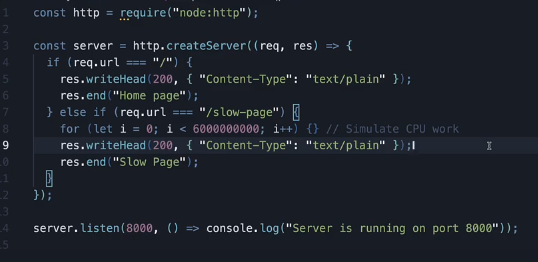 1 const http = require("node:http");
2
3 const server = http.createServer((req, res) => {
4 if (req.url === "/") {
5 res.writeHead(200, { "Content-Type": "text/plain" });
6 res.end("Home page");
7 } else if (req.url === "/slow-page") {
8 for (let i = 0; i < 6000000000; i++) {} // Simulate CPU work
9 res.writeHead(200, { "Content-Type": "text/plain" });
10 res.end("Slow Page");
11 }
12 });
13
14 server.listen(8000, () => console.log("Server is running on port 8000"));
15